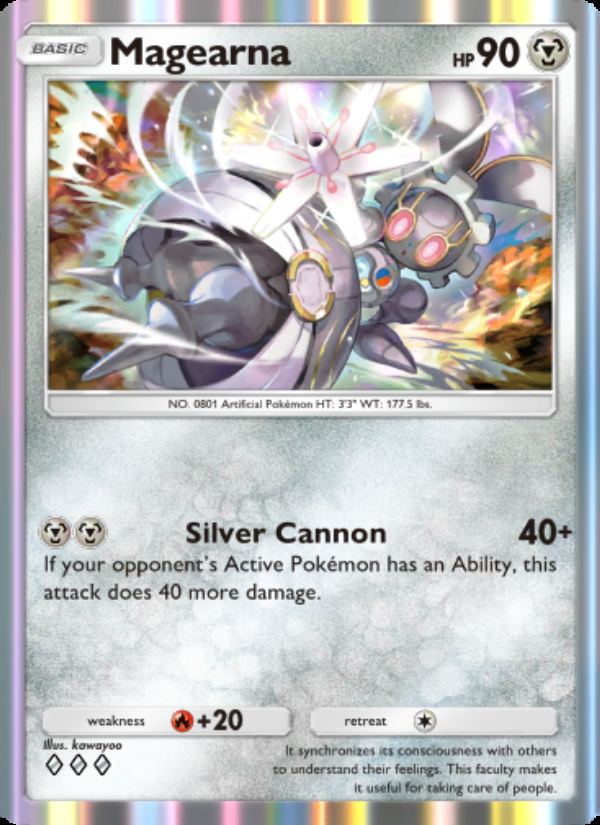 BASIC Magearna HP 90
NO. 0801 Artificial Pokémon HT: 3'3" WT: 177.5 lbs.
Silver Cannon 40+
If your opponent's Active Pokémon has an Ability, this
attack does 40 more damage.
weakness +20 retreat
Illus. kawayoo
It synchronizes its consciousness with others
to understand their feelings. This faculty makes
it useful for taking care of people.